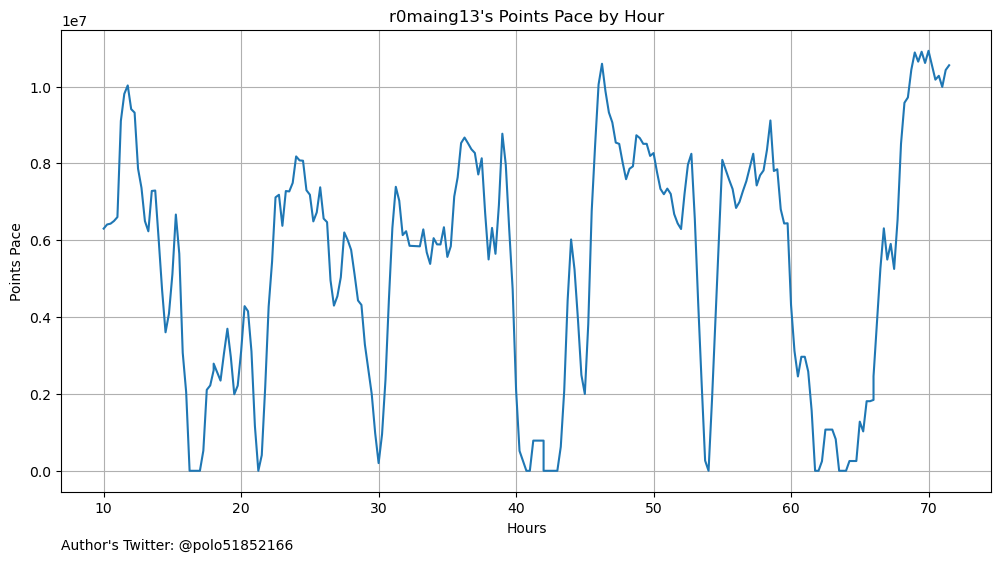 r0maing13's Points Pace by Hour
1e7
1.0
0.8
0.6
0.4
0.2
0.0
Points Pace
10 20 30 40 50 60 70
Hours
Author's Twitter: @polo51852166